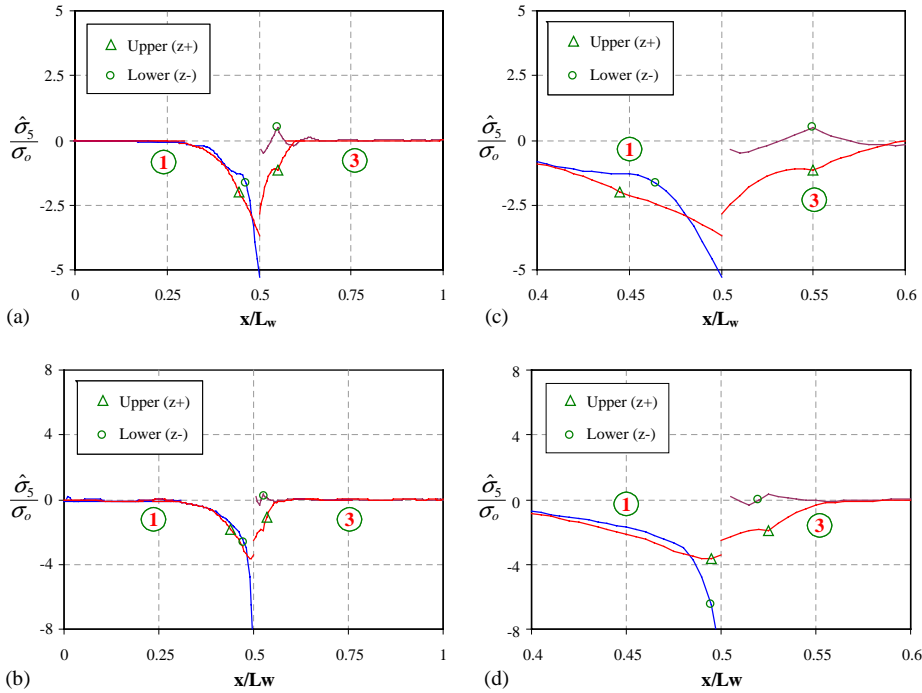 5
2.5
0
-2.5
-5
σ̂₅
σₒ
Upper (z+)
Lower (z-)
1
3
0
0.25
0.5
0.75
1
(a)
x/Lw
5
2.5
0
-2.5
-5
σ̂₅
σₒ
Upper (z+)
Lower (z-)
1
3
0.4
0.45
0.5
0.55
0.6
(c)
x/Lw
8
4
0
-4
-8
σ̂₅
σₒ
Upper (z+)
Lower (z-)
1
3
0
0.25
0.5
0.75
1
(b)
x/Lw
8
4
0
-4
-8
σ̂₅
σₒ
Upper (z+)
Lower (z-)
1
3
0.4
0.45
0.5
0.55
0.6
(d)
x/Lw